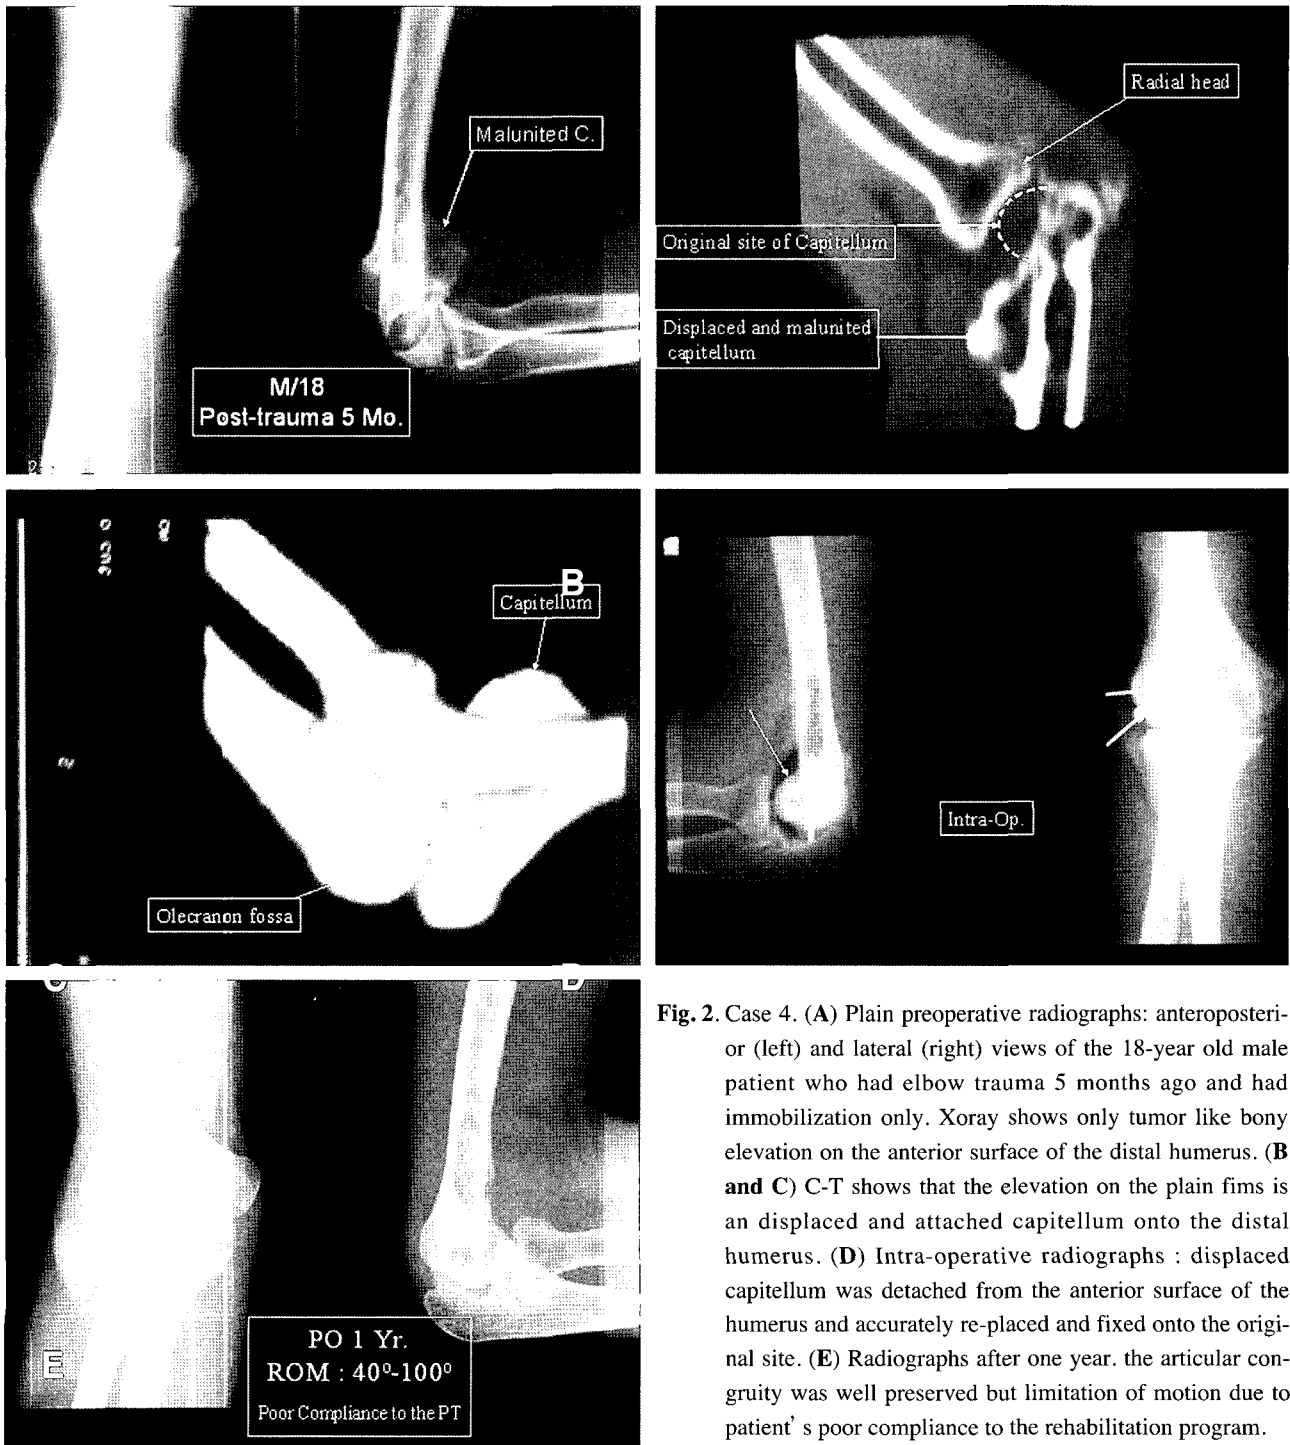 Malunited C.
M/18
Post-trauma 5 Mo.
Radial head
Original site of Capitellum
Displaced and malunited
capitellum
B
Capitellum
Olecranon fossa
Intra-Op.
D
E
PO 1 Yr.
ROM : 40⁰-100⁰
Poor Compliance to the PT
Fig. 2. Case 4. (A) Plain preoperative radiographs: anteroposteri-
or (left) and lateral (right) views of the 18-year old male
patient who had elbow trauma 5 months ago and had
immobilization only. Xoray shows only tumor like bony
elevation on the anterior surface of the distal humerus. (B
and C) C-T shows that the elevation on the plain fims is
an displaced and attached capitellum onto the distal
humerus. (D) Intra-operative radiographs : displaced
capitellum was detached from the anterior surface of the
humerus and accurately re-placed and fixed onto the origi-
nal site. (E) Radiographs after one year. the articular con-
gruity was well preserved but limitation of motion due to
patient' s poor compliance to the rehabilitation program.